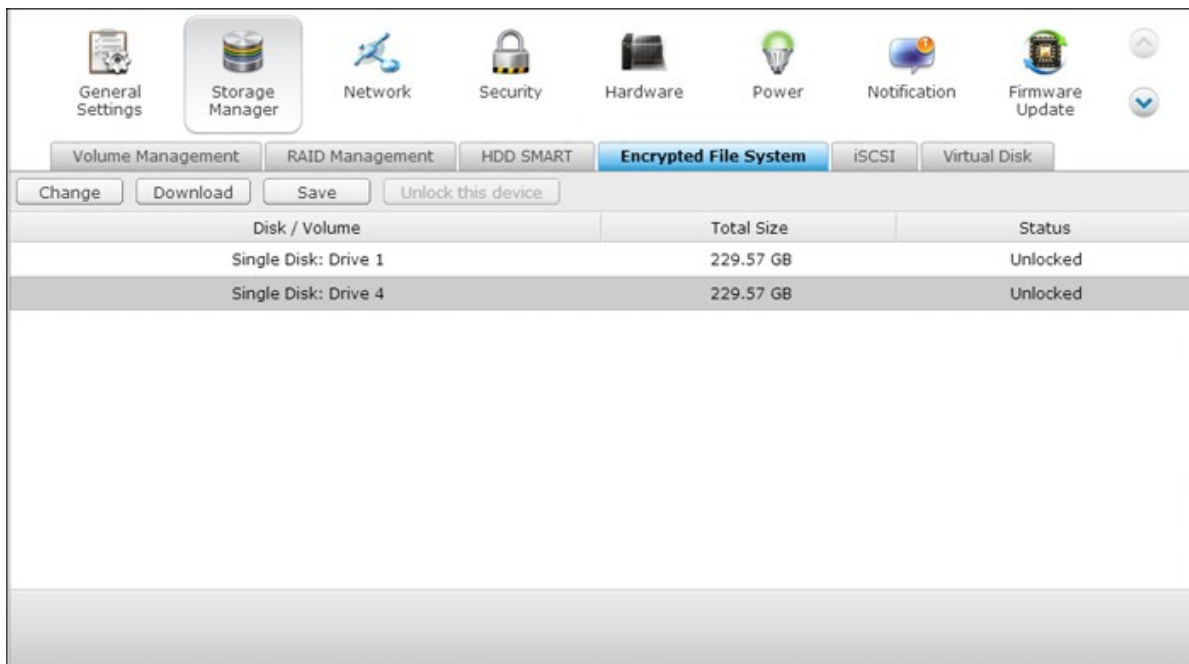 General Settings
Storage Manager
Network
Security
Hardware
Power
Notification
Firmware Update
Volume Management
RAID Management
HDD SMART
Encrypted File System
iSCSI
Virtual Disk
Change
Download
Save
Unlock this device
Disk / Volume Total Size Status
Single Disk: Drive 1 229.57 GB Unlocked
Single Disk: Drive 4 229.57 GB Unlocked